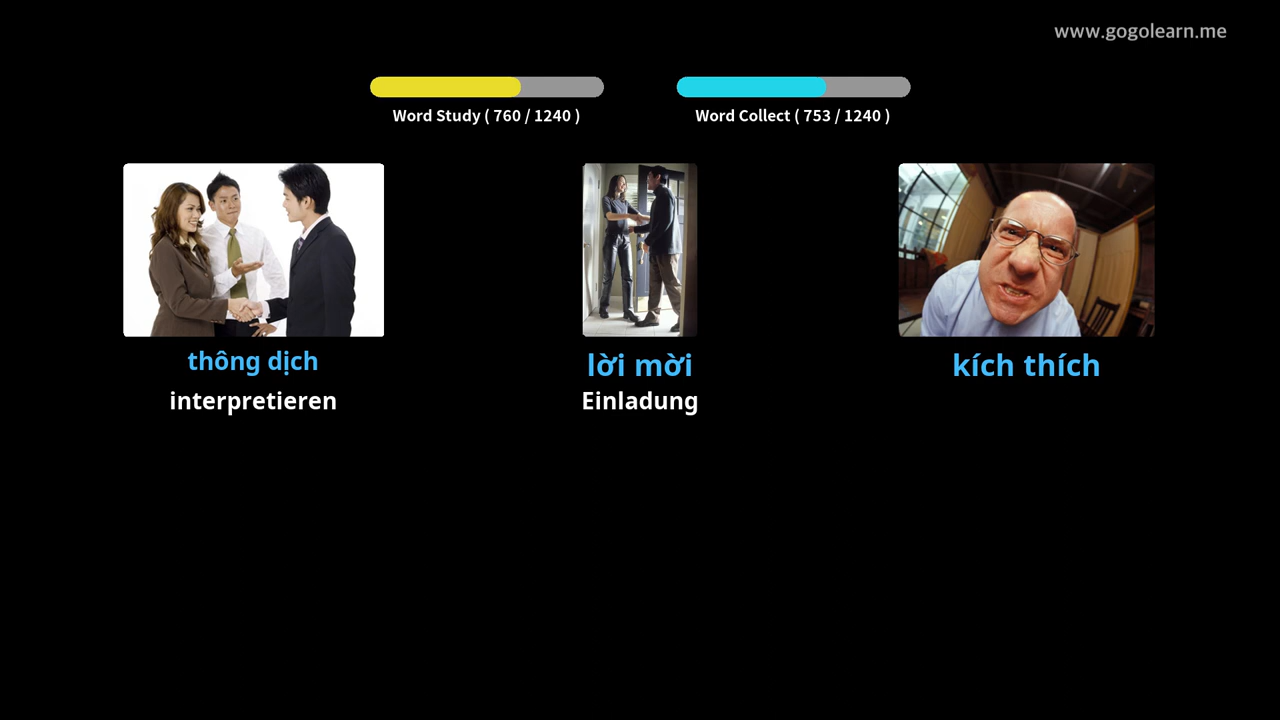 www.gogolearn.me
Word Study ( 760 / 1240 )
Word Collect ( 753 / 1240 )
thông dịch
interpretieren
lời mời
Einladung
kích thích